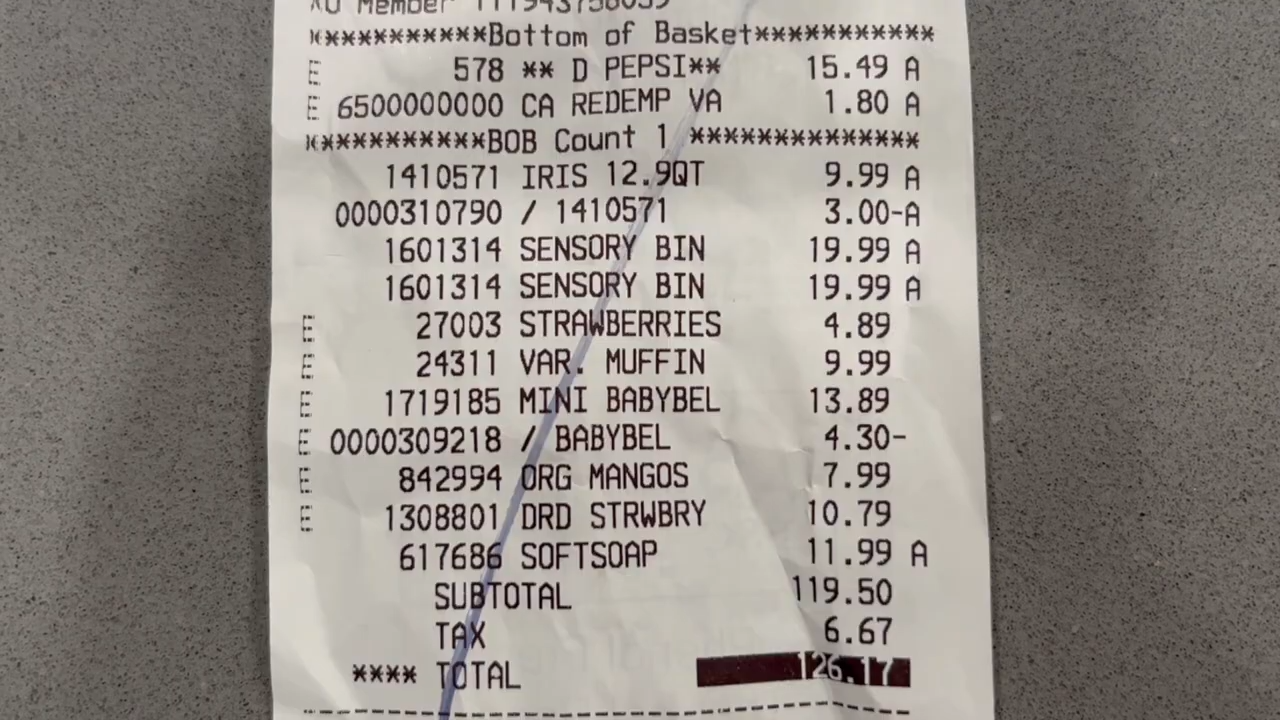 Member
**********Bottom of Basket***********
E 578 ** D PEPSI** 15.49 A
E 6500000000 CA REDEMP VA 1.80 A
**********BOB Count 1 **************
1410571 IRIS 12.9QT 9.99 A
0000310790 / 1410571 3.00-A
1601314 SENSORY BIN 19.99 A
1601314 SENSORY BIN 19.99 A
E 27003 STRAWBERRIES 4.89
E 24311 VAR. MUFFIN 9.99
E 1719185 MINI BABYBEL 13.89
E 0000309218 / BABYBEL 4.30-
E 842994 ORG MANGOS 7.99
E 1308801 DRD STRWBRY 10.79
617686 SOFTSOAP 11.99 A
SUBTOTAL 119.50
TAX 6.67
**** TOTAL 126.17